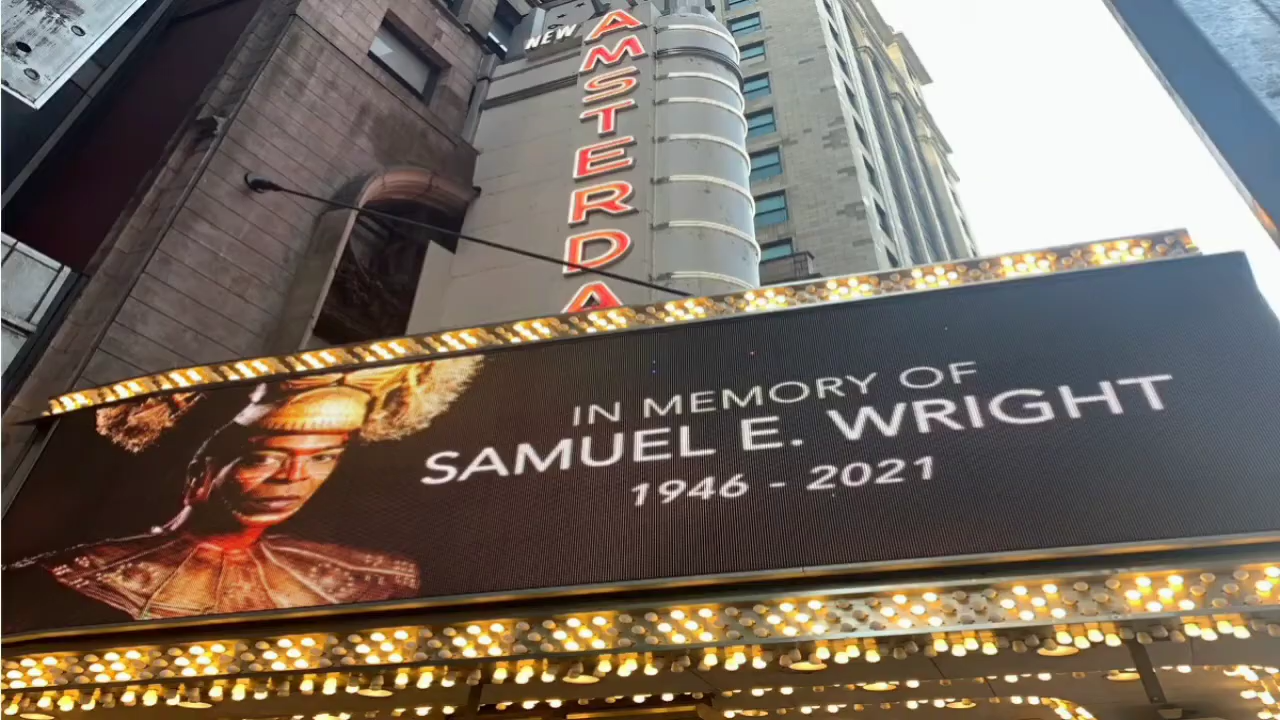 NEW
AMSTERDA
IN MEMORY OF
SAMUEL E. WRIGHT
1946 - 2021